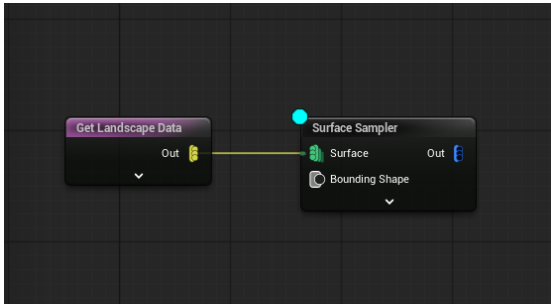 Get Landscape Data
Out
Surface Sampler
Surface
Out
Bounding Shape